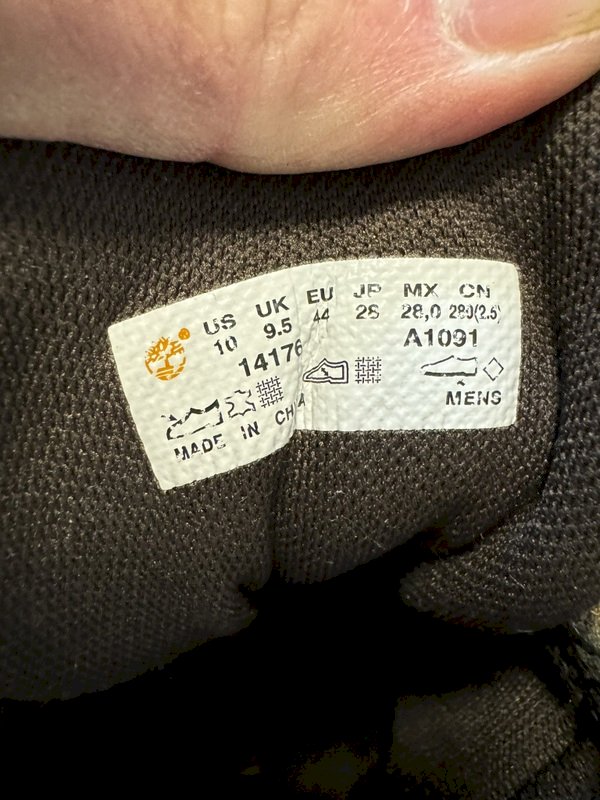 US UK EU JP MX CN
10 9.5 44 28 28,0 280(2.5)
14176 A1091
MENS
MADE IN CH A